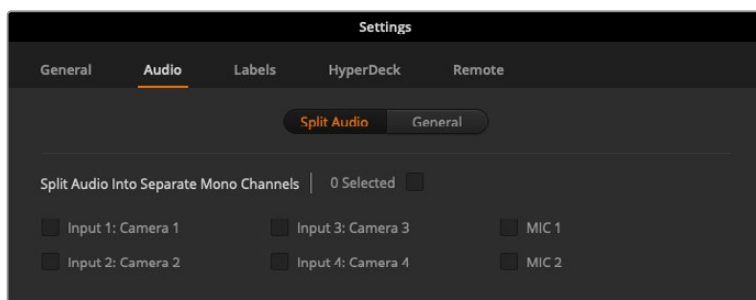 Settings
General Audio Labels HyperDeck Remote
Split Audio General
Split Audio Into Separate Mono Channels 0 Selected
Input 1: Camera 1 Input 3: Camera 3 MIC 1
Input 2: Camera 2 Input 4: Camera 4 MIC 2